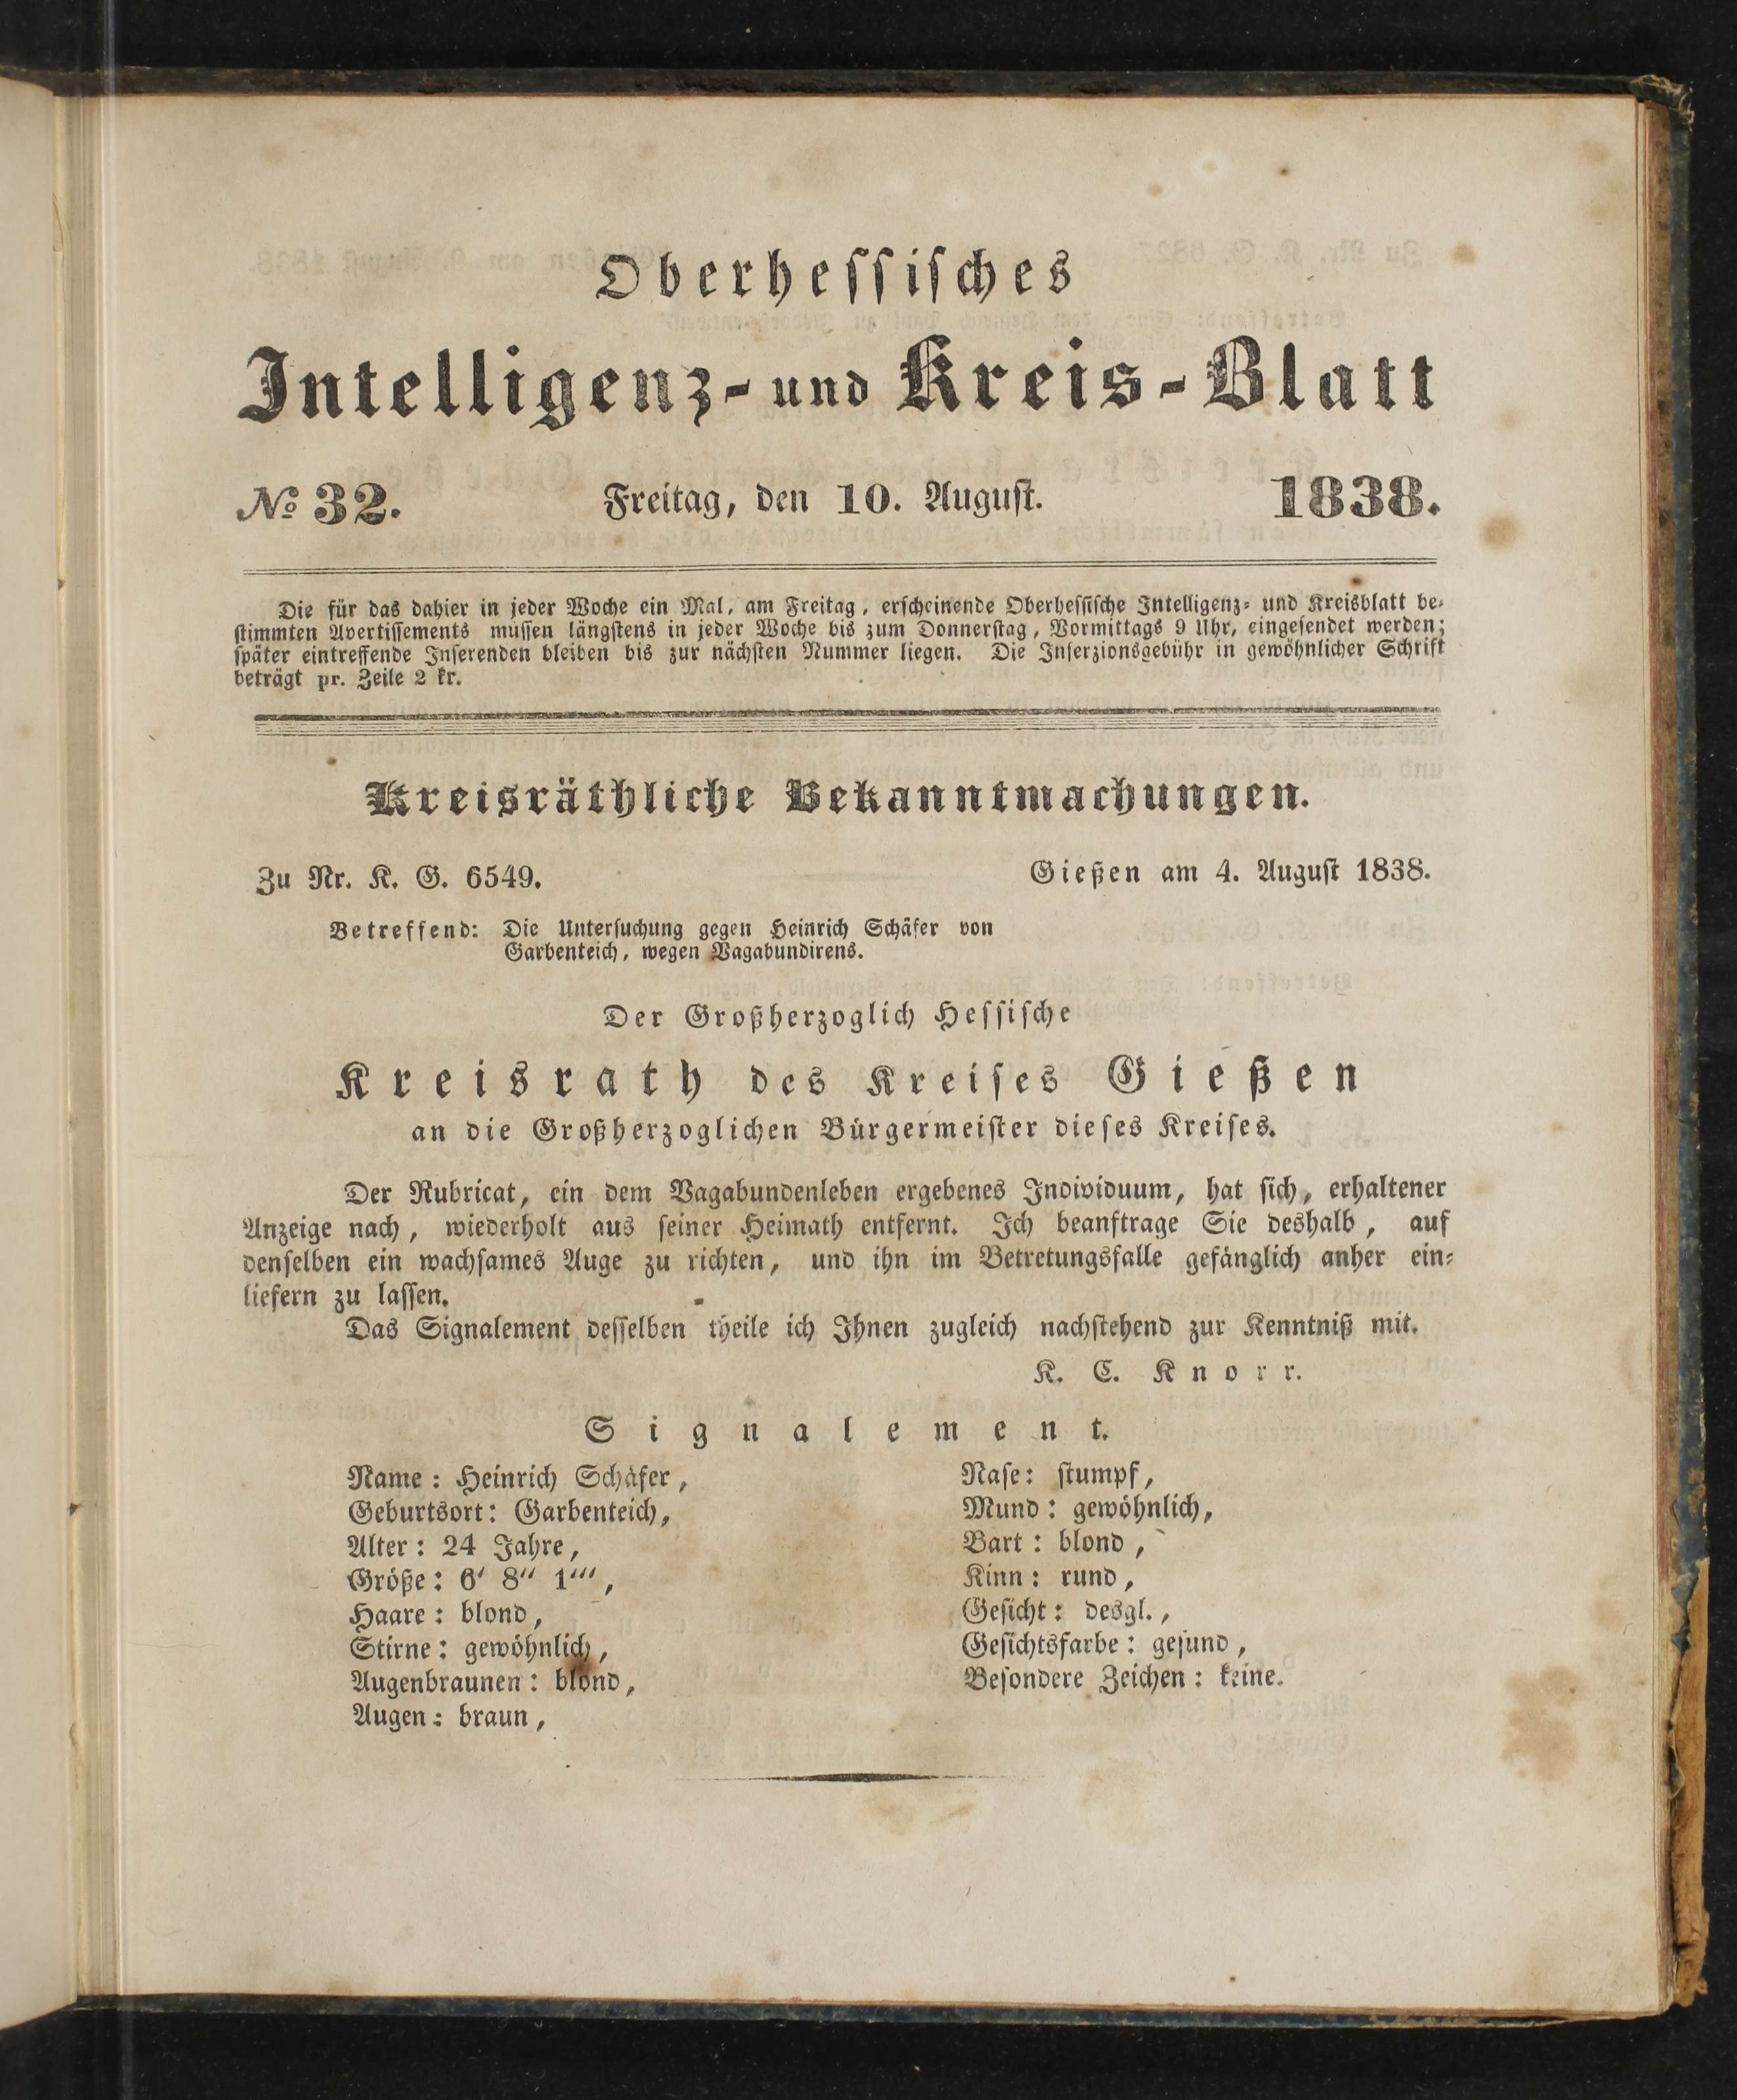 Oberhessisches
Intelligenz- und Kreis-Blatt
No 32. Freitag, den 10. August. 1838.
Die für das dahier in jeder Woche ein Mal, am Freitag, erscheinende Oberhessische Intelligenz- und Kreisblatt be-
stimmten Avertissements müssen längstens in jeder Woche bis zum Donnerstag, Vormittags 9 Uhr, eingesendet werden;
später eintreffende Inserenden bleiben bis zur nächsten Nummer liegen. Die Inserzionsgebühr in gewöhnlicher Schrift
beträgt pr. Zeile 2 kr.
Kreisräthliche Bekanntmachungen.
Zu Nr. K. G. 6549. Gießen am 4. August 1838.
Betreffend: Die Untersuchung gegen Heinrich Schäfer von
Garbenteich, wegen Vagabundirens.
Der Großherzoglich Hessische
Kreisrath des Kreises Gießen
an die Großherzoglichen Bürgermeister dieses Kreises.
Der Rubricat, ein dem Vagabundenleben ergebenes Individuum, hat sich, erhaltener
Anzeige nach, wiederholt aus seiner Heimath entfernt. Ich beanftrage Sie deshalb, auf
denselben ein wachsames Auge zu richten, und ihn im Betretungsfalle gefänglich anher ein-
liefern zu lassen.
Das Signalement desselben theile ich Ihnen zugleich nachstehend zur Kenntniß mit.
K. C. Knorr.
Signalement.
Name: Heinrich Schäfer,
Geburtsort: Garbenteich,
Alter: 24 Jahre,
Größe: 6′ 8″ 1‴,
Haare: blond,
Stirne: gewöhnlich,
Augenbraunen: blond,
Augen: braun,
Nase: stumpf,
Mund: gewöhnlich,
Bart: blond,
Kinn: rund,
Gesicht: desgl.,
Gesichtsfarbe: gesund,
Besondere Zeichen: keine.